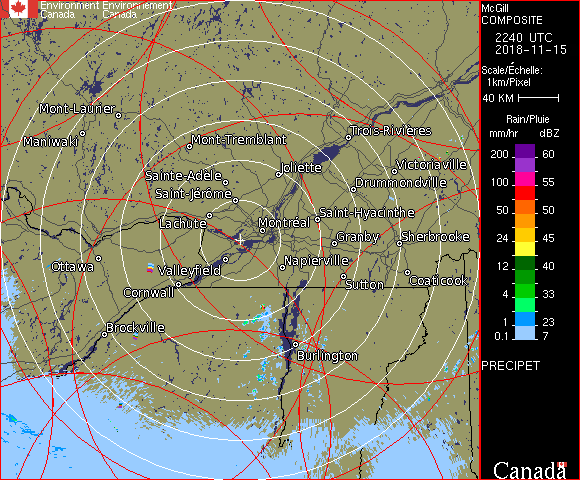 Environment Environnement
Canada Canada
McGill
COMPOSITE
2240 UTC
2018-11-15
Scale/Échelle:
1km/Pixel
40 KM
Rain/Pluie
mm/hr dBZ
200 60
100 55
50 50
24 45
12 40
4 33
1 23
0.1 7
PRECIPET
Canada
Mont-Laurier
Maniwaki
Mont-Tremblant
Trois-Rivières
Joliette
Victoriaville
Sainte-Adèle
Drummondville
Saint-Jérôme
Lachute
Saint-Hyacinthe
Montréal
Granby
Sherbrooke
Ottawa
Valleyfield
Napierville
Cornwall
Sutton
Coaticook
Brockville
Burlington